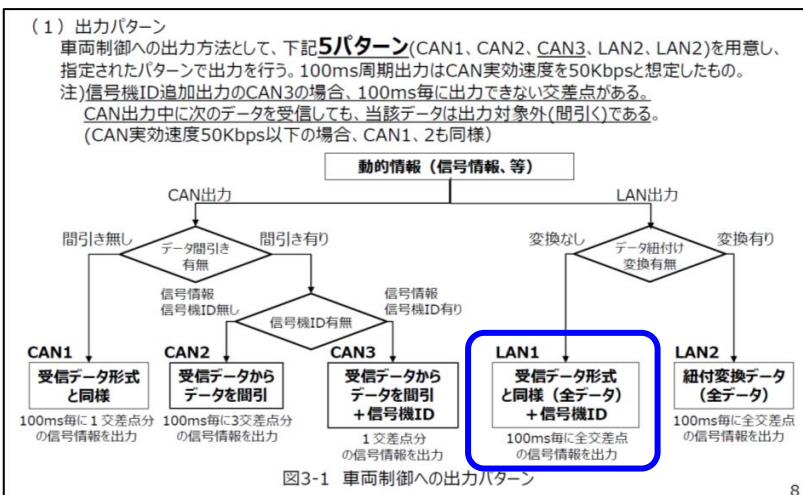 （１）出力パターン
車両制御への出力方法として、下記5パターン(CAN1、CAN2、CAN3、LAN2、LAN2)を用意し、
指定されたパターンで出力を行う。100ms周期出力はCAN実効速度を50Kbpsと想定したもの。
注)信号機ID追加出力のCAN3の場合、100ms毎に出力できない交差点がある。
CAN出力中に次のデータを受信しても、当該データは出力対象外(間引く)である。
(CAN実効速度50Kbps以下の場合、CAN1、2も同様）
動的情報（信号情報、等）
CAN出力
LAN出力
間引き無し
データ間引き
有無
間引き有り
変換なし
データ紐付け
変換有無
変換有り
信号情報
信号機ID無し
信号機ID有無
信号情報
信号機ID有り
CAN1
受信データ形式
と同様
100ms毎に１交差点分
の信号情報を出力
CAN2
受信データから
データを間引
100ms毎に3交差点分
の信号情報を出力
CAN3
受信データから
データを間引
＋信号機ID
１交差点分
の信号情報を出力
LAN1
受信データ形式
と同様（全データ）
＋信号機ID
100ms毎に全交差点
の信号情報を出力
LAN2
紐付変換データ
（全データ）
100ms毎に全交差点
の信号情報を出力
図3-1 車両制御への出力パターン
8